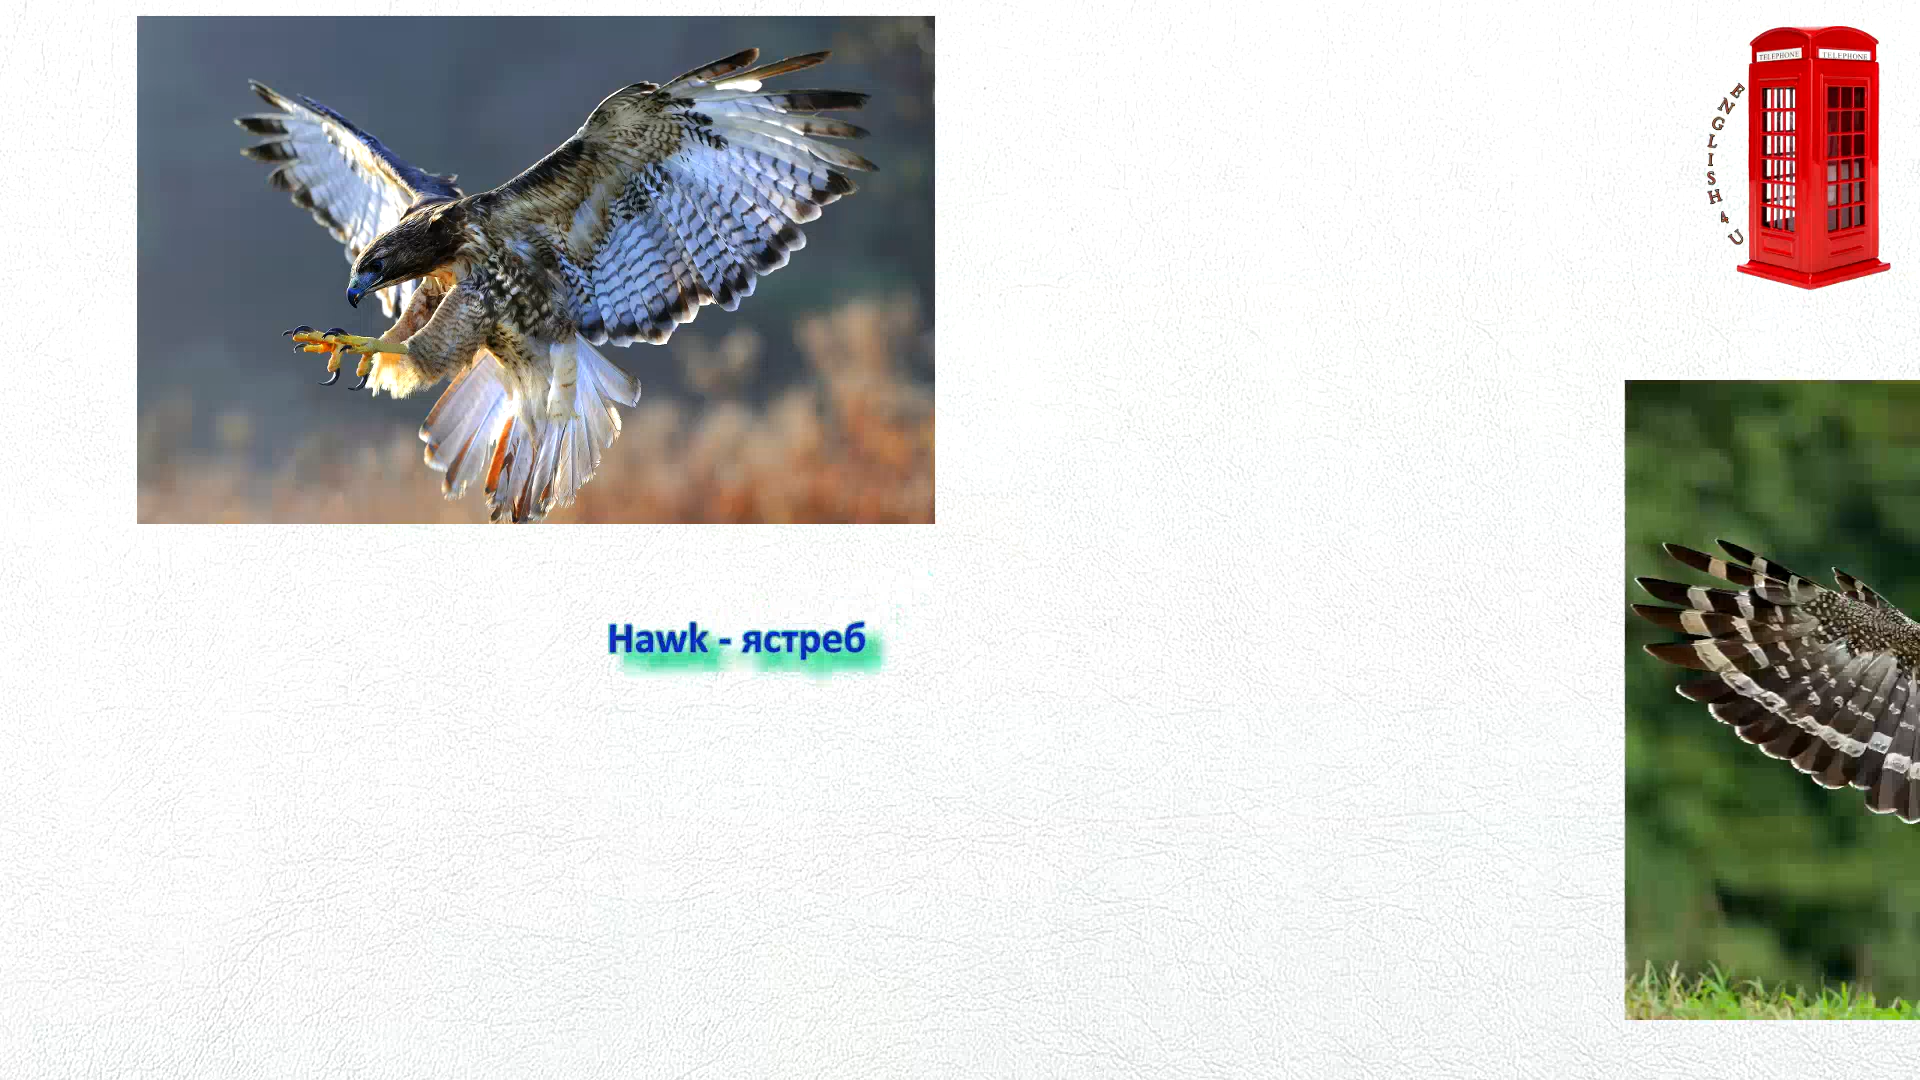 TELEPHONE TELEPHONE
ENGLISH 4 U
Hawk - ястреб